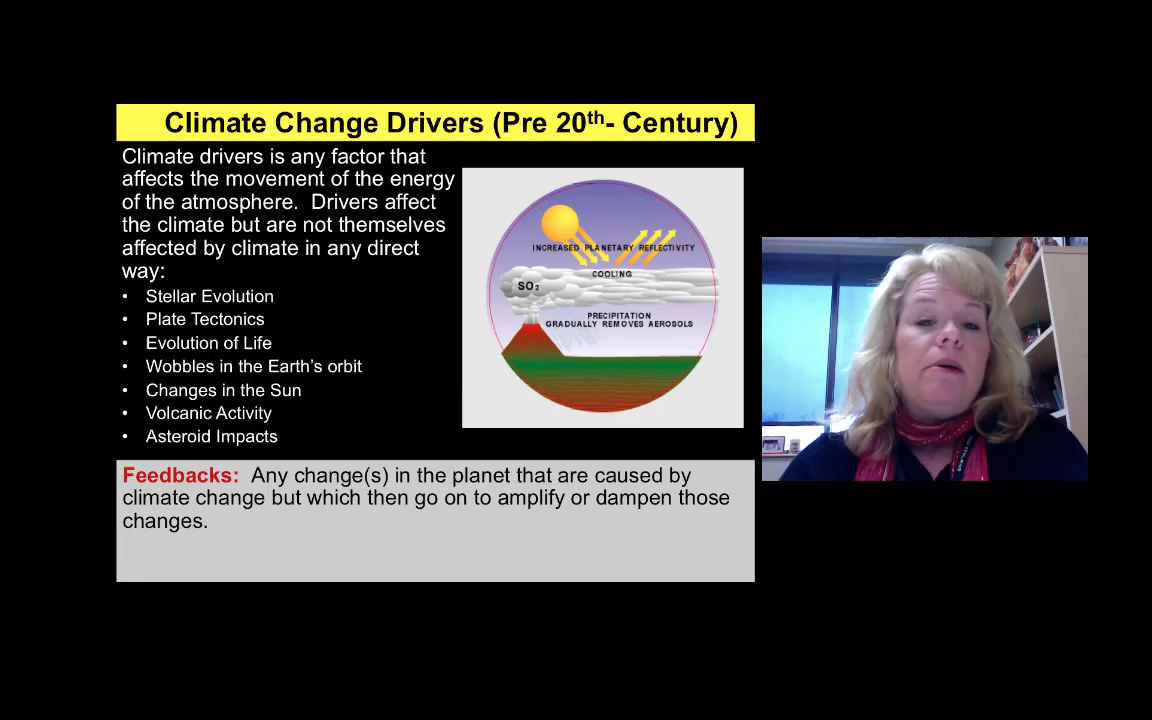 Climate Change Drivers (Pre 20th- Century)
Climate drivers is any factor that
affects the movement of the energy
of the atmosphere. Drivers affect
the climate but are not themselves
affected by climate in any direct
way:
• Stellar Evolution
• Plate Tectonics
• Evolution of Life
• Wobbles in the Earth's orbit
• Changes in the Sun
• Volcanic Activity
• Asteroid Impacts
INCREASED PLANETARY REFLECTIVITY
COOLING
SO2
PRECIPITATION
GRADUALLY REMOVES AEROSOLS
Feedbacks: Any change(s) in the planet that are caused by
climate change but which then go on to amplify or dampen those
changes.